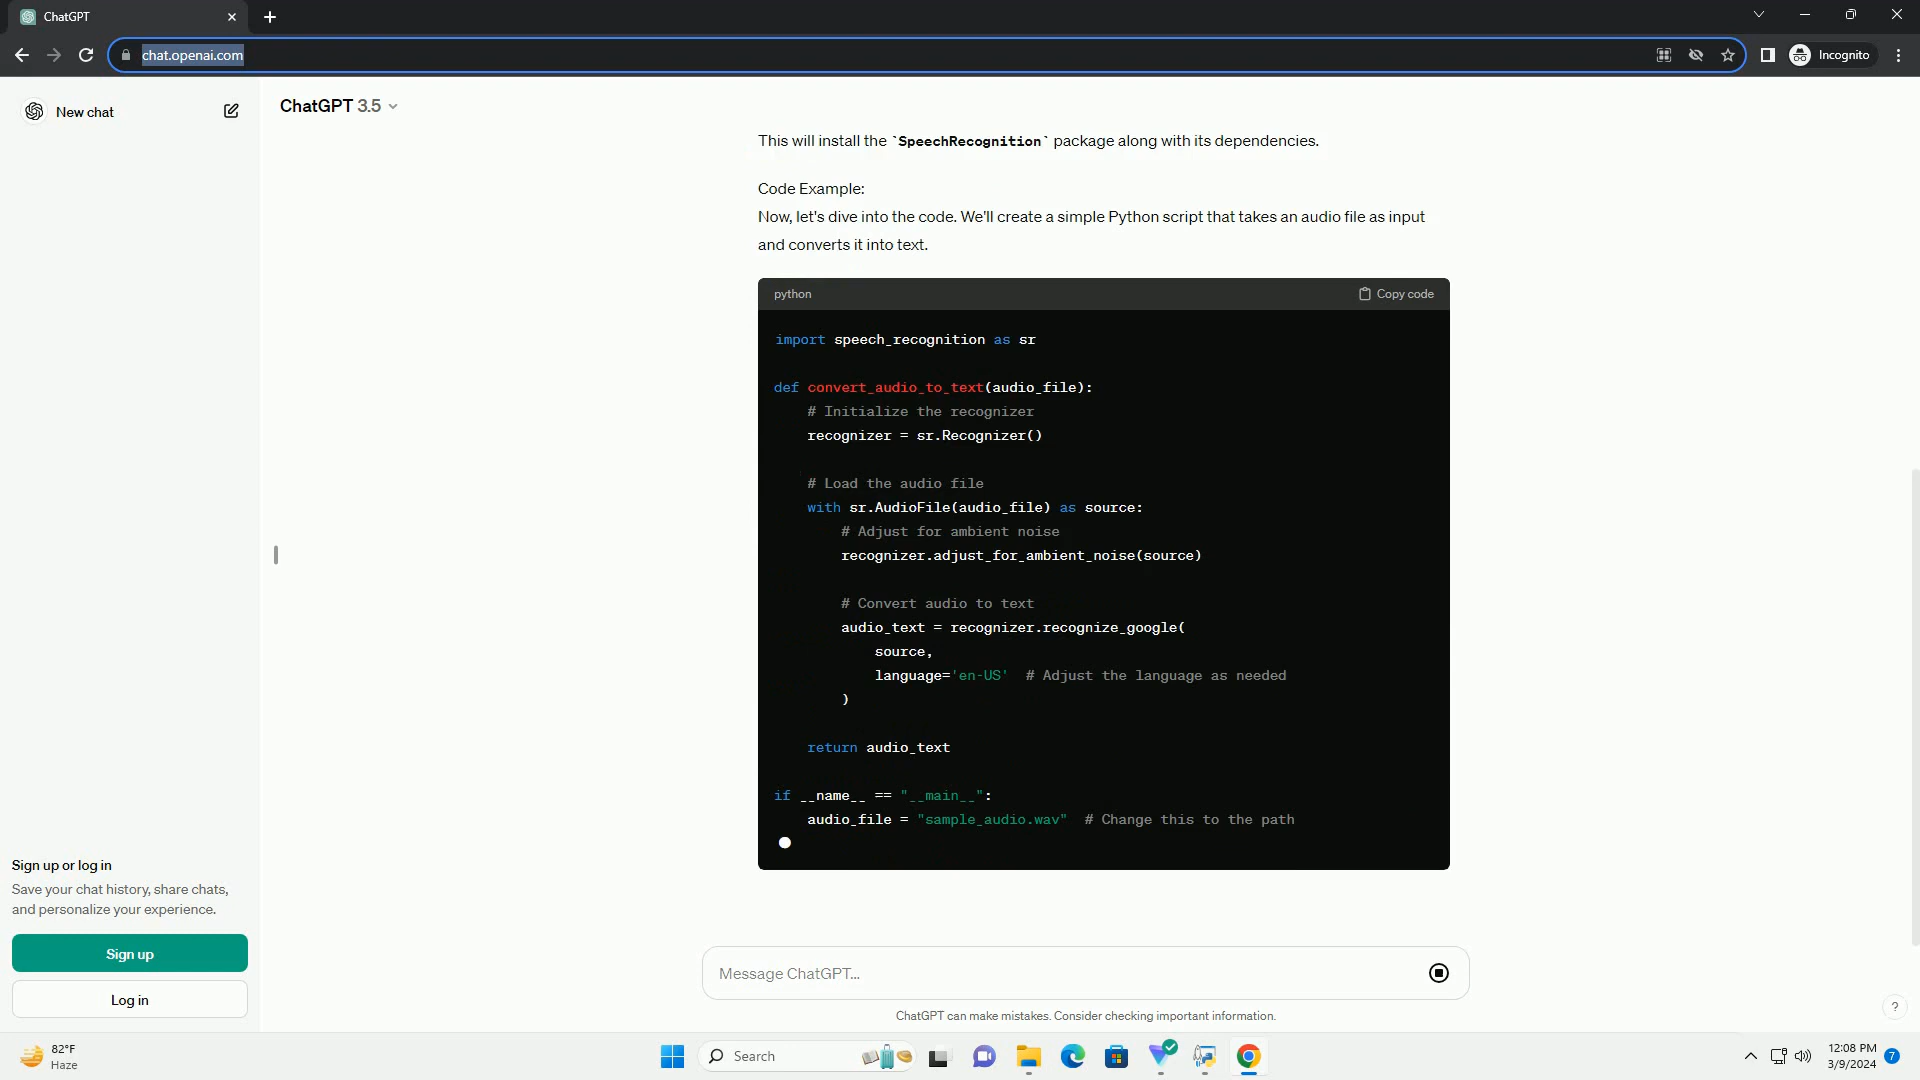 ChatGPT
chat.openai.com
Incognito
New chat
ChatGPT 3.5
This will install the `SpeechRecognition` package along with its dependencies.
Code Example:
Now, let's dive into the code. We'll create a simple Python script that takes an audio file as input
and converts it into text.
python
Copy code
import speech_recognition as sr
def convert_audio_to_text(audio_file):
# Initialize the recognizer
recognizer = sr.Recognizer()
# Load the audio file
with sr.AudioFile(audio_file) as source:
# Adjust for ambient noise
recognizer.adjust_for_ambient_noise(source)
# Convert audio to text
audio_text = recognizer.recognize_google(
source,
language='en-US' # Adjust the language as needed
)
return audio_text
if __name__ == "__main__":
audio_file = "sample_audio.wav" # Change this to the path
Sign up or log in
Save your chat history, share chats,
and personalize your experience.
Sign up
Log in
Message ChatGPT...
ChatGPT can make mistakes. Consider checking important information.
?
82°F
Haze
Search
12:08 PM
3/9/2024
7